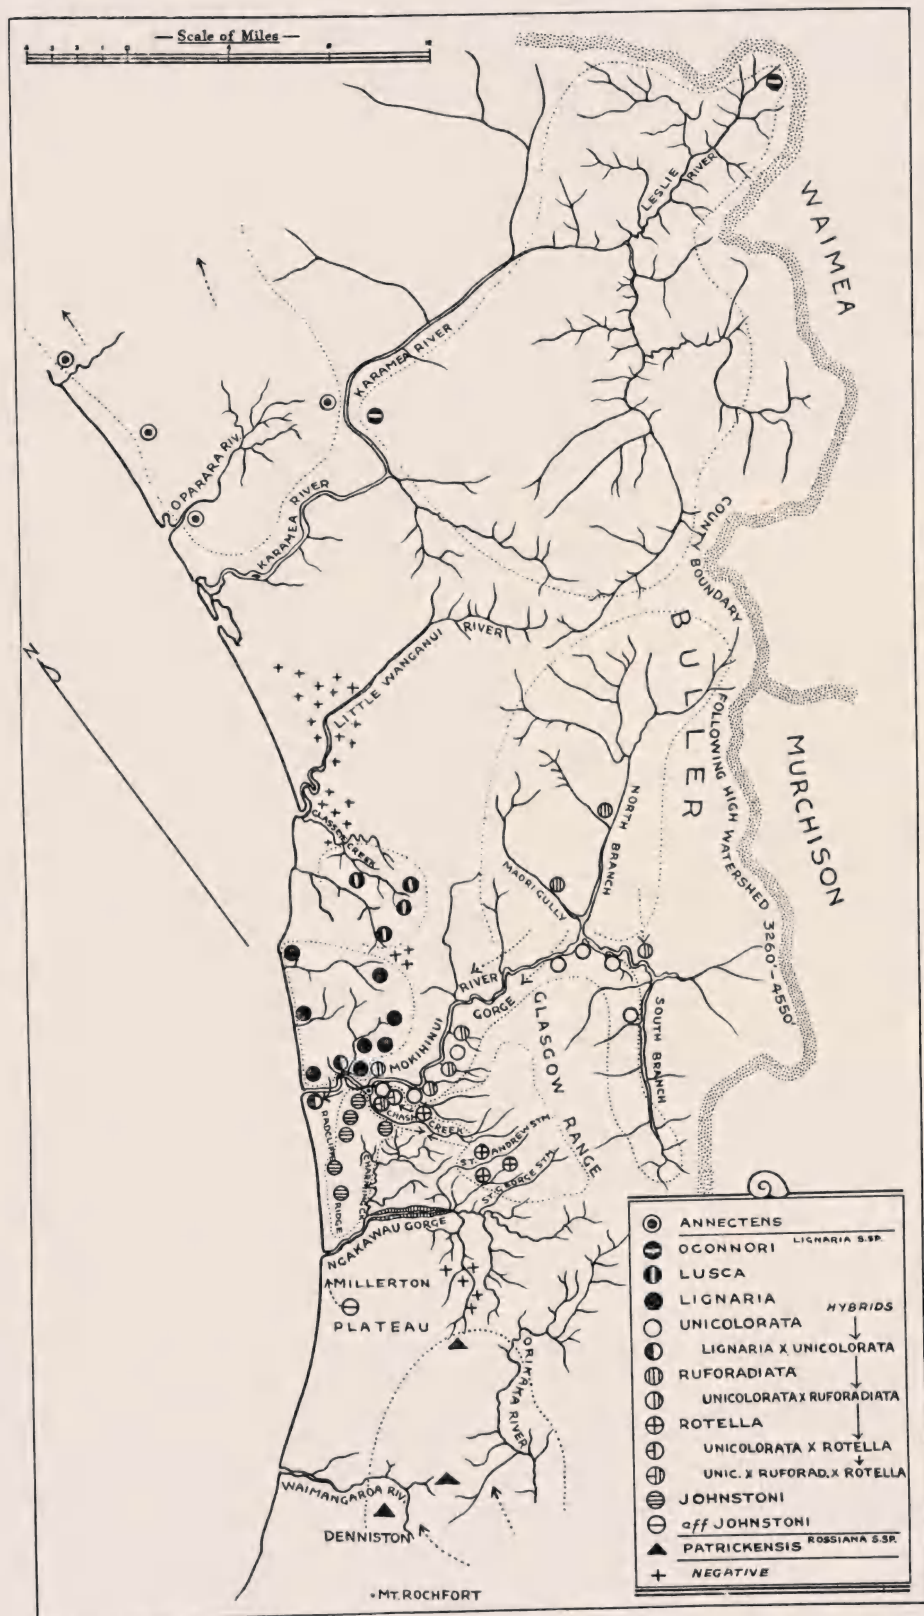 — Scale of Miles —
WAIMEA
LESLIE
RIVER
KARAMEA RIVER
OPARARA RIV.
KARAMEA RIVER
COUNTY BOUNDARY
BULLER
N
LITTLE WANGANUI
RIVER
FOLLOWING HIGH WATERSHED 3260'-4550'
MURCHISON
NORTH BRANCH
MAORI GULLY
RIVER
GORGE
GLASGOW
RANGE
MOKIHINUI
SOUTH BRANCH
CHASM CREEK
ST. ANDREW STM.
ST. GEORGE STM.
RIDGE
NGAKAWAU GORGE
MILLERTON
PLATEAU
ORIKAKA RIVER
WAIMANGAROA RIV.
DENNISTON
MT. ROCHFORT
ANNECTENS
LIGNARIA S.SP.
OCONNORI
LUSCA
LIGNARIA
HYBRIDS
UNICOLORATA
LIGNARIA X UNICOLORATA
RUFORADIATA
UNICOLORATA X RUFORADIATA
ROTELLA
UNICOLORATA X ROTELLA
UNIC. X RUFORAD. X ROTELLA
JOHNSTONI
aff JOHNSTONI
PATRICKENSIS ROSSIANA S.SP.
+ NEGATIVE